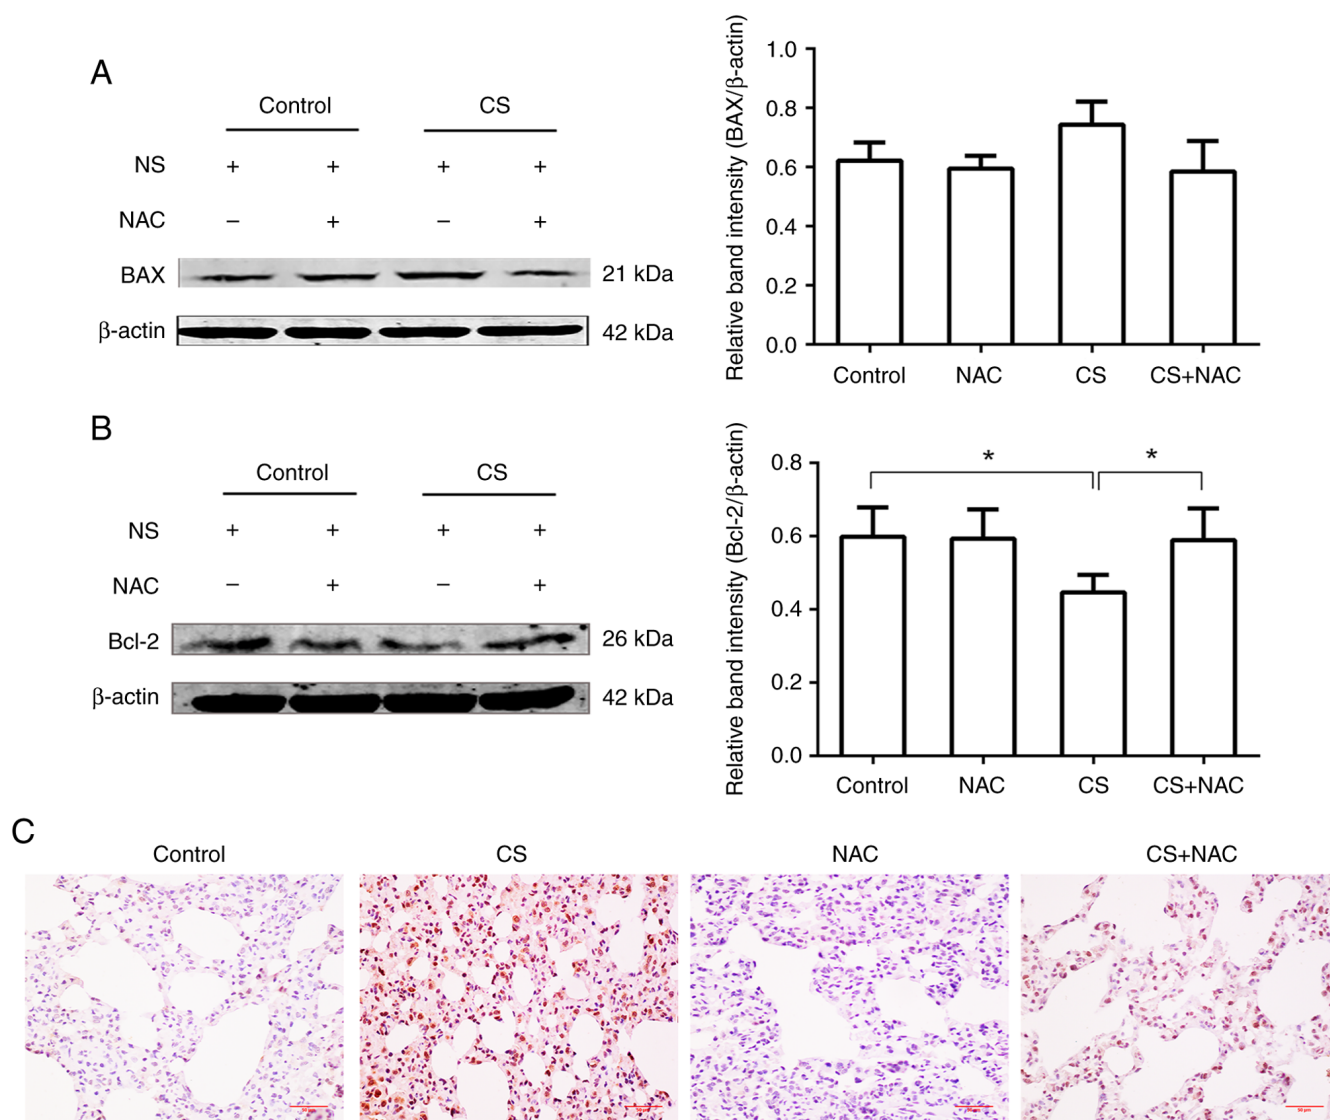 A
Control CS
NS + + + +
NAC – + – +
BAX 21 kDa
β-actin 42 kDa
Relative band intensity (BAX/β-actin)
1.0
0.8
0.6
0.4
0.2
0.0
Control NAC CS CS+NAC
B
Control CS
NS + + + +
NAC – + – +
Bcl-2 26 kDa
β-actin 42 kDa
Relative band intensity (Bcl-2/β-actin)
0.8
0.6
0.4
0.2
0.0
* *
Control NAC CS CS+NAC
C
Control CS NAC CS+NAC